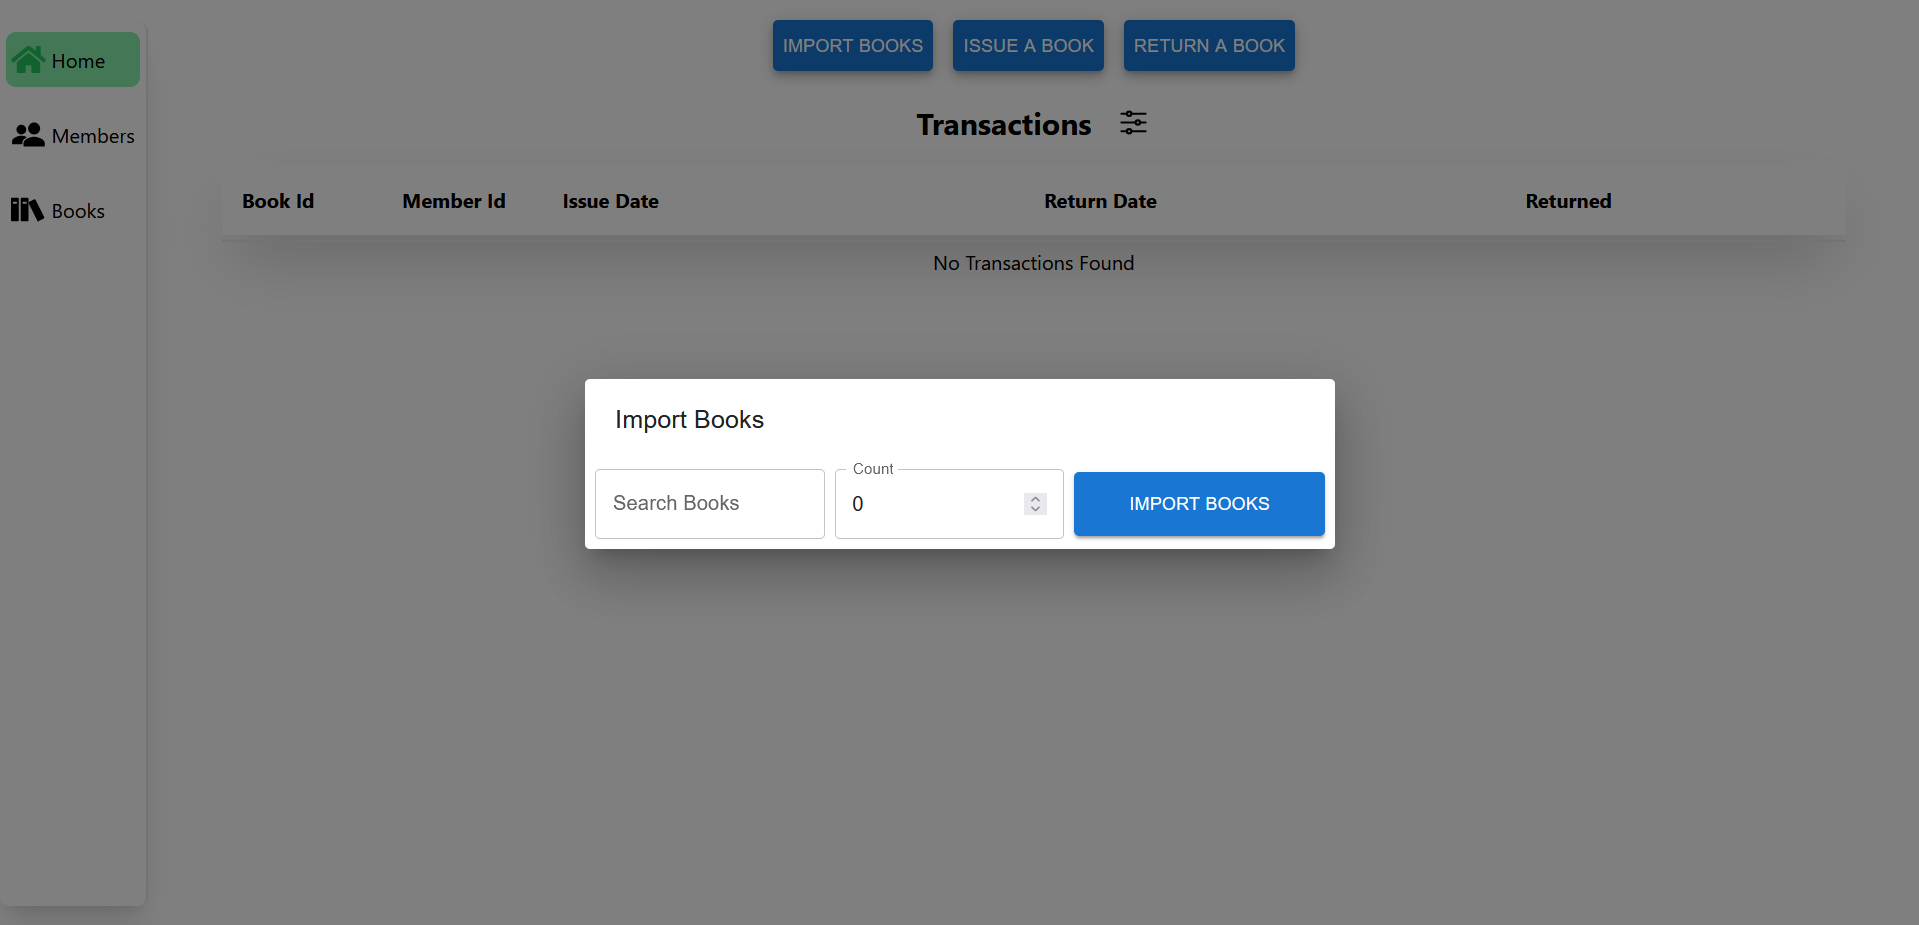 Home
Members
Books
IMPORT BOOKS
ISSUE A BOOK
RETURN A BOOK
Transactions
Book Id
Member Id
Issue Date
Return Date
Returned
No Transactions Found
Import Books
Search Books
Count
0
IMPORT BOOKS